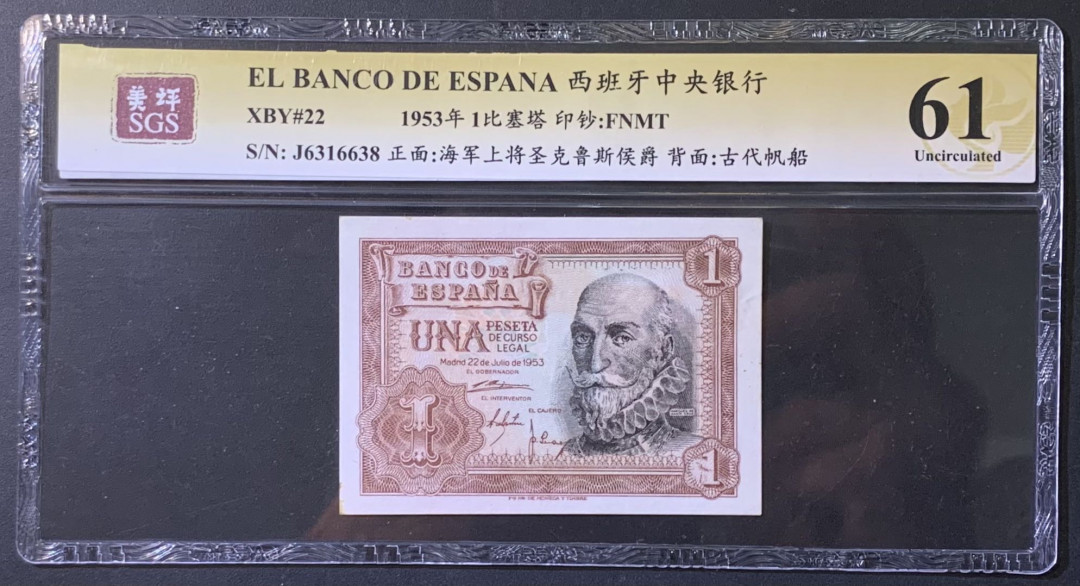 美评
SGS
EL BANCO DE ESPANA 西班牙中央银行
XBY#22 1953年 1比塞塔 印钞:FNMT
S/N: J6316638 正面:海军上将圣克鲁斯侯爵 背面:古代帆船
61
Uncirculated
BANCO DE
ESPAÑA
1
UNA PESETA
DE CURSO
LEGAL
Madrid 22 de Julio de 1953
EL GOBERNADOR
EL INTERVENTOR
EL CAJERO
1
1